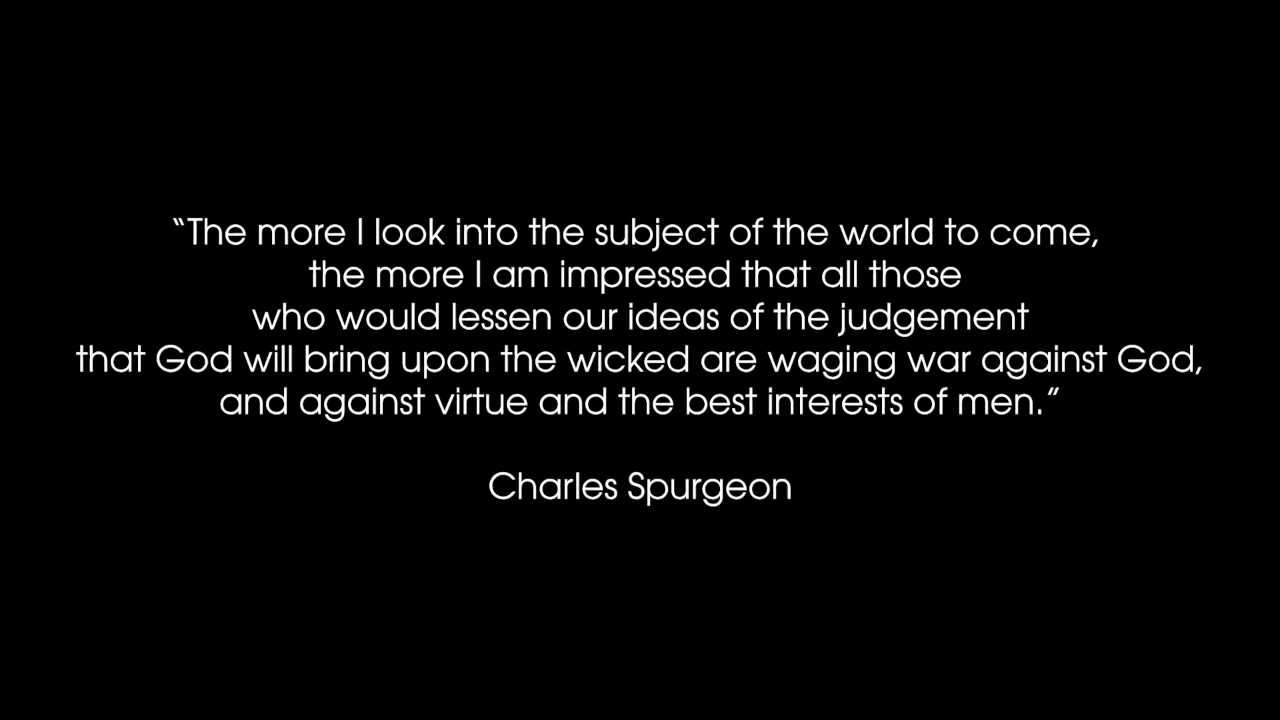 “The more I look into the subject of the world to come,
the more I am impressed that all those
who would lessen our ideas of the judgement
that God will bring upon the wicked are waging war against God,
and against virtue and the best interests of men.”
Charles Spurgeon